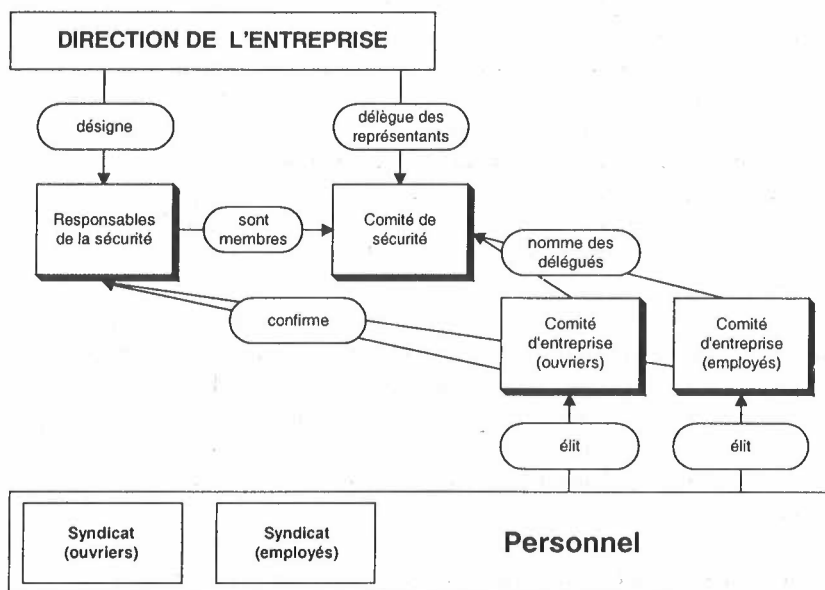 DIRECTION DE L'ENTREPRISE
désigne
délègue des
représentants
Responsables
de la sécurité
sont
membres
Comité de
sécurité
nomme des
délégués
confirme
Comité
d'entreprise
(ouvriers)
Comité
d'entreprise
(employés)
élit
élit
Syndicat
(ouvriers)
Syndicat
(employés)
Personnel